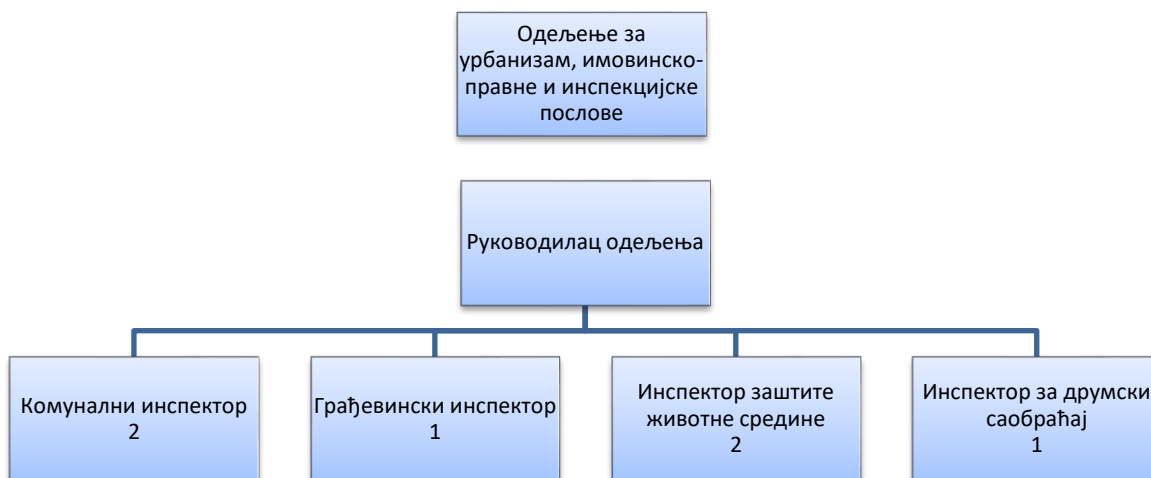 Одељење за
урбанизам, имовинско-
правне и инспекцијске
послове
Руководилац одељења
Комунални инспектор
2
Грађевински инспектор
1
Инспектор заштите
животне средине
2
Инспектор за друмски
саобраћај
1